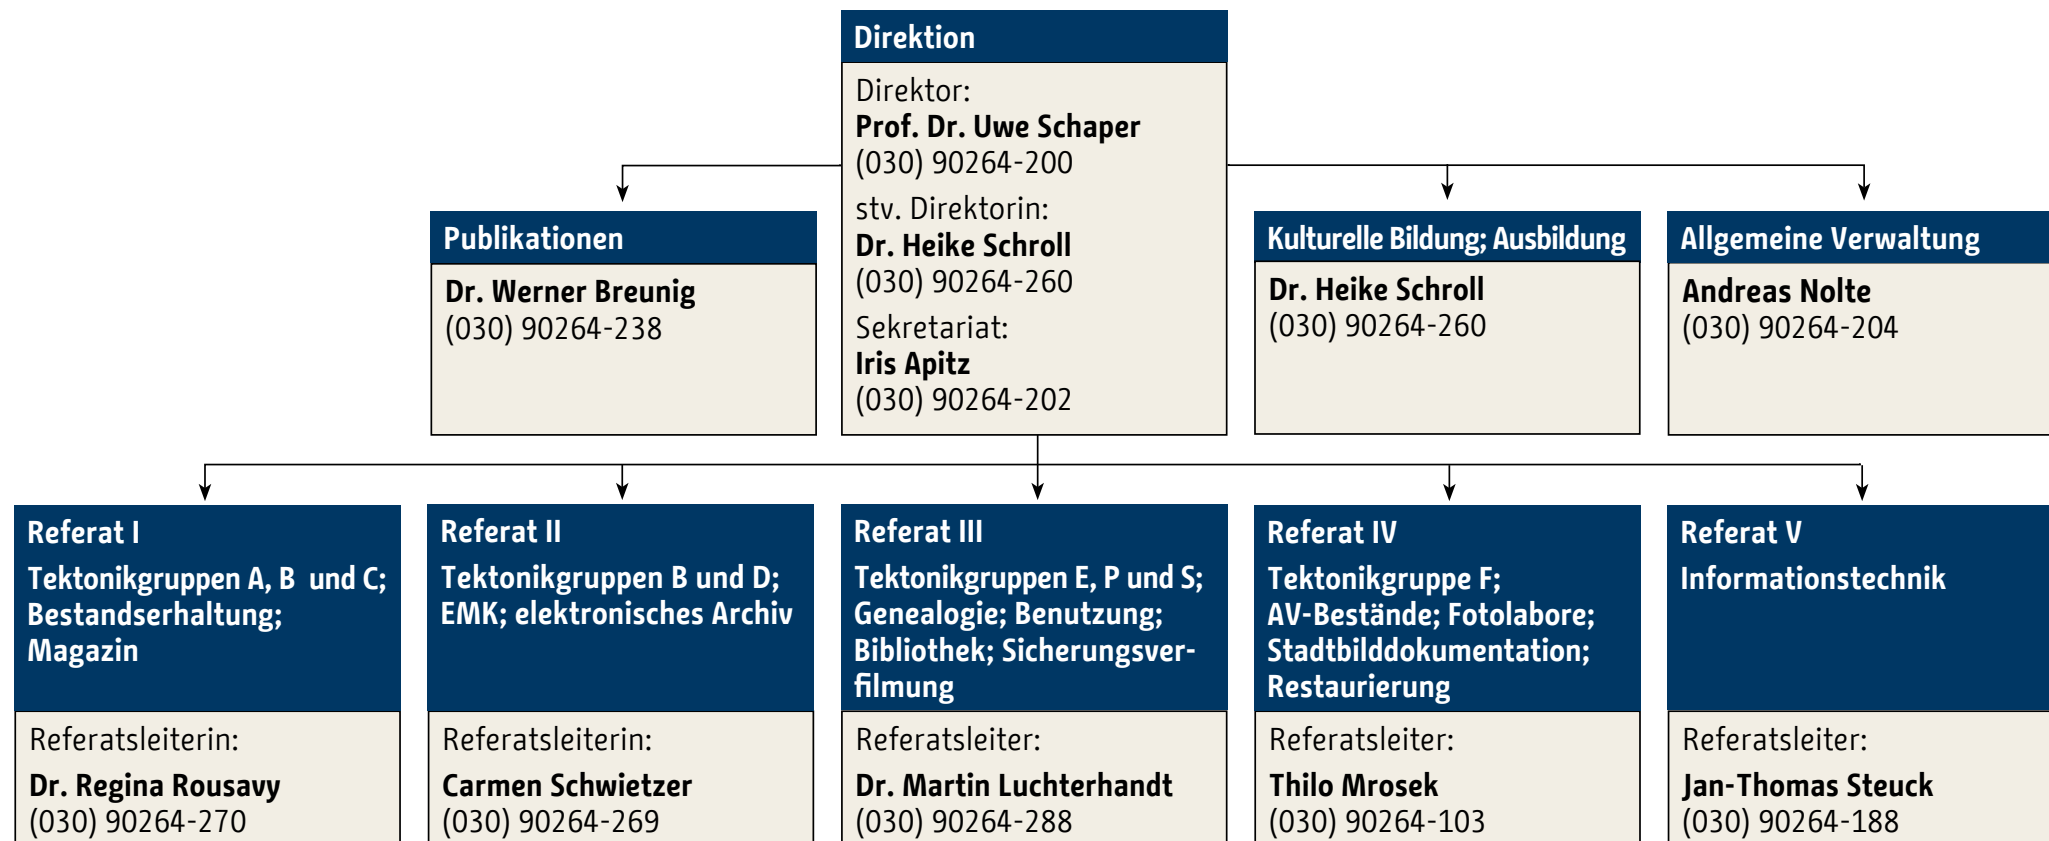 Direktion
Direktor:
Prof. Dr. Uwe Schaper
(030) 90264-200
stv. Direktorin:
Dr. Heike Schroll
(030) 90264-260
Sekretariat:
Iris Apitz
(030) 90264-202
Publikationen
Dr. Werner Breunig
(030) 90264-238
Kulturelle Bildung; Ausbildung
Dr. Heike Schroll
(030) 90264-260
Allgemeine Verwaltung
Andreas Nolte
(030) 90264-204
Referat I
Tektonikgruppen A, B und C;
Bestandserhaltung;
Magazin
Referatsleiterin:
Dr. Regina Rousavy
(030) 90264-270
Referat II
Tektonikgruppen B und D;
EMK; elektronisches Archiv
Referatsleiterin:
Carmen Schwietzer
(030) 90264-269
Referat III
Tektonikgruppen E, P und S;
Genealogie; Benutzung;
Bibliothek; Sicherungsver-
filmung
Referatsleiter:
Dr. Martin Luchterhandt
(030) 90264-288
Referat IV
Tektonikgruppe F;
AV-Bestände; Fotolabore;
Stadtbilddokumentation;
Restaurierung
Referatsleiter:
Thilo Mrosek
(030) 90264-103
Referat V
Informationstechnik
Referatsleiter:
Jan-Thomas Steuck
(030) 90264-188